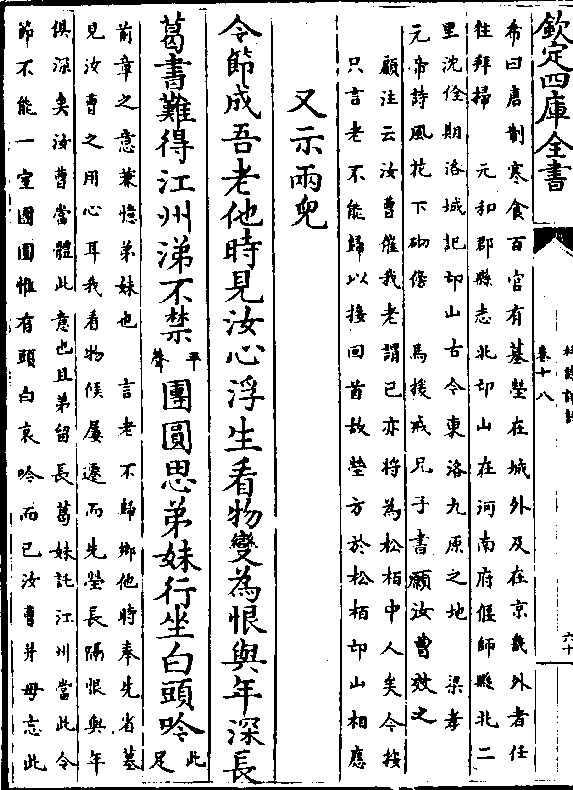 欽定四庫全書 杜詩詳註 卷十八 六十
希曰唐制寒食百官有墓塋在城外及在京畿外者任
往拜掃 元和郡縣志北邙山在河南府偃師縣北二
里沈佺期洛城記邙山古今東洛九原之地 梁孝
元帝詩風花下砌傍 馬援戒兄子書願汝曹效之
顧注云汝曹催我老謂已亦將為松栢中人矣今按
只言老不能歸以接回首故塋方於松栢邙山相應
又示兩兒
令節成吾老他時見汝心浮生看物變為恨與年深長
葛書難得江州涕不禁平聲團圓思弟妹行坐白頭吟此足
前章之意兼憶弟妹也 言老不歸鄉他時奉先省墓
見汝曹之用心耳我看物候屢遷而先塋長隔恨與年
俱深矣汝曹當體此意也且弟留長葛妹託江州當此令
節不能一室團圓惟有頭白哀吟而已汝曹并毋忘此